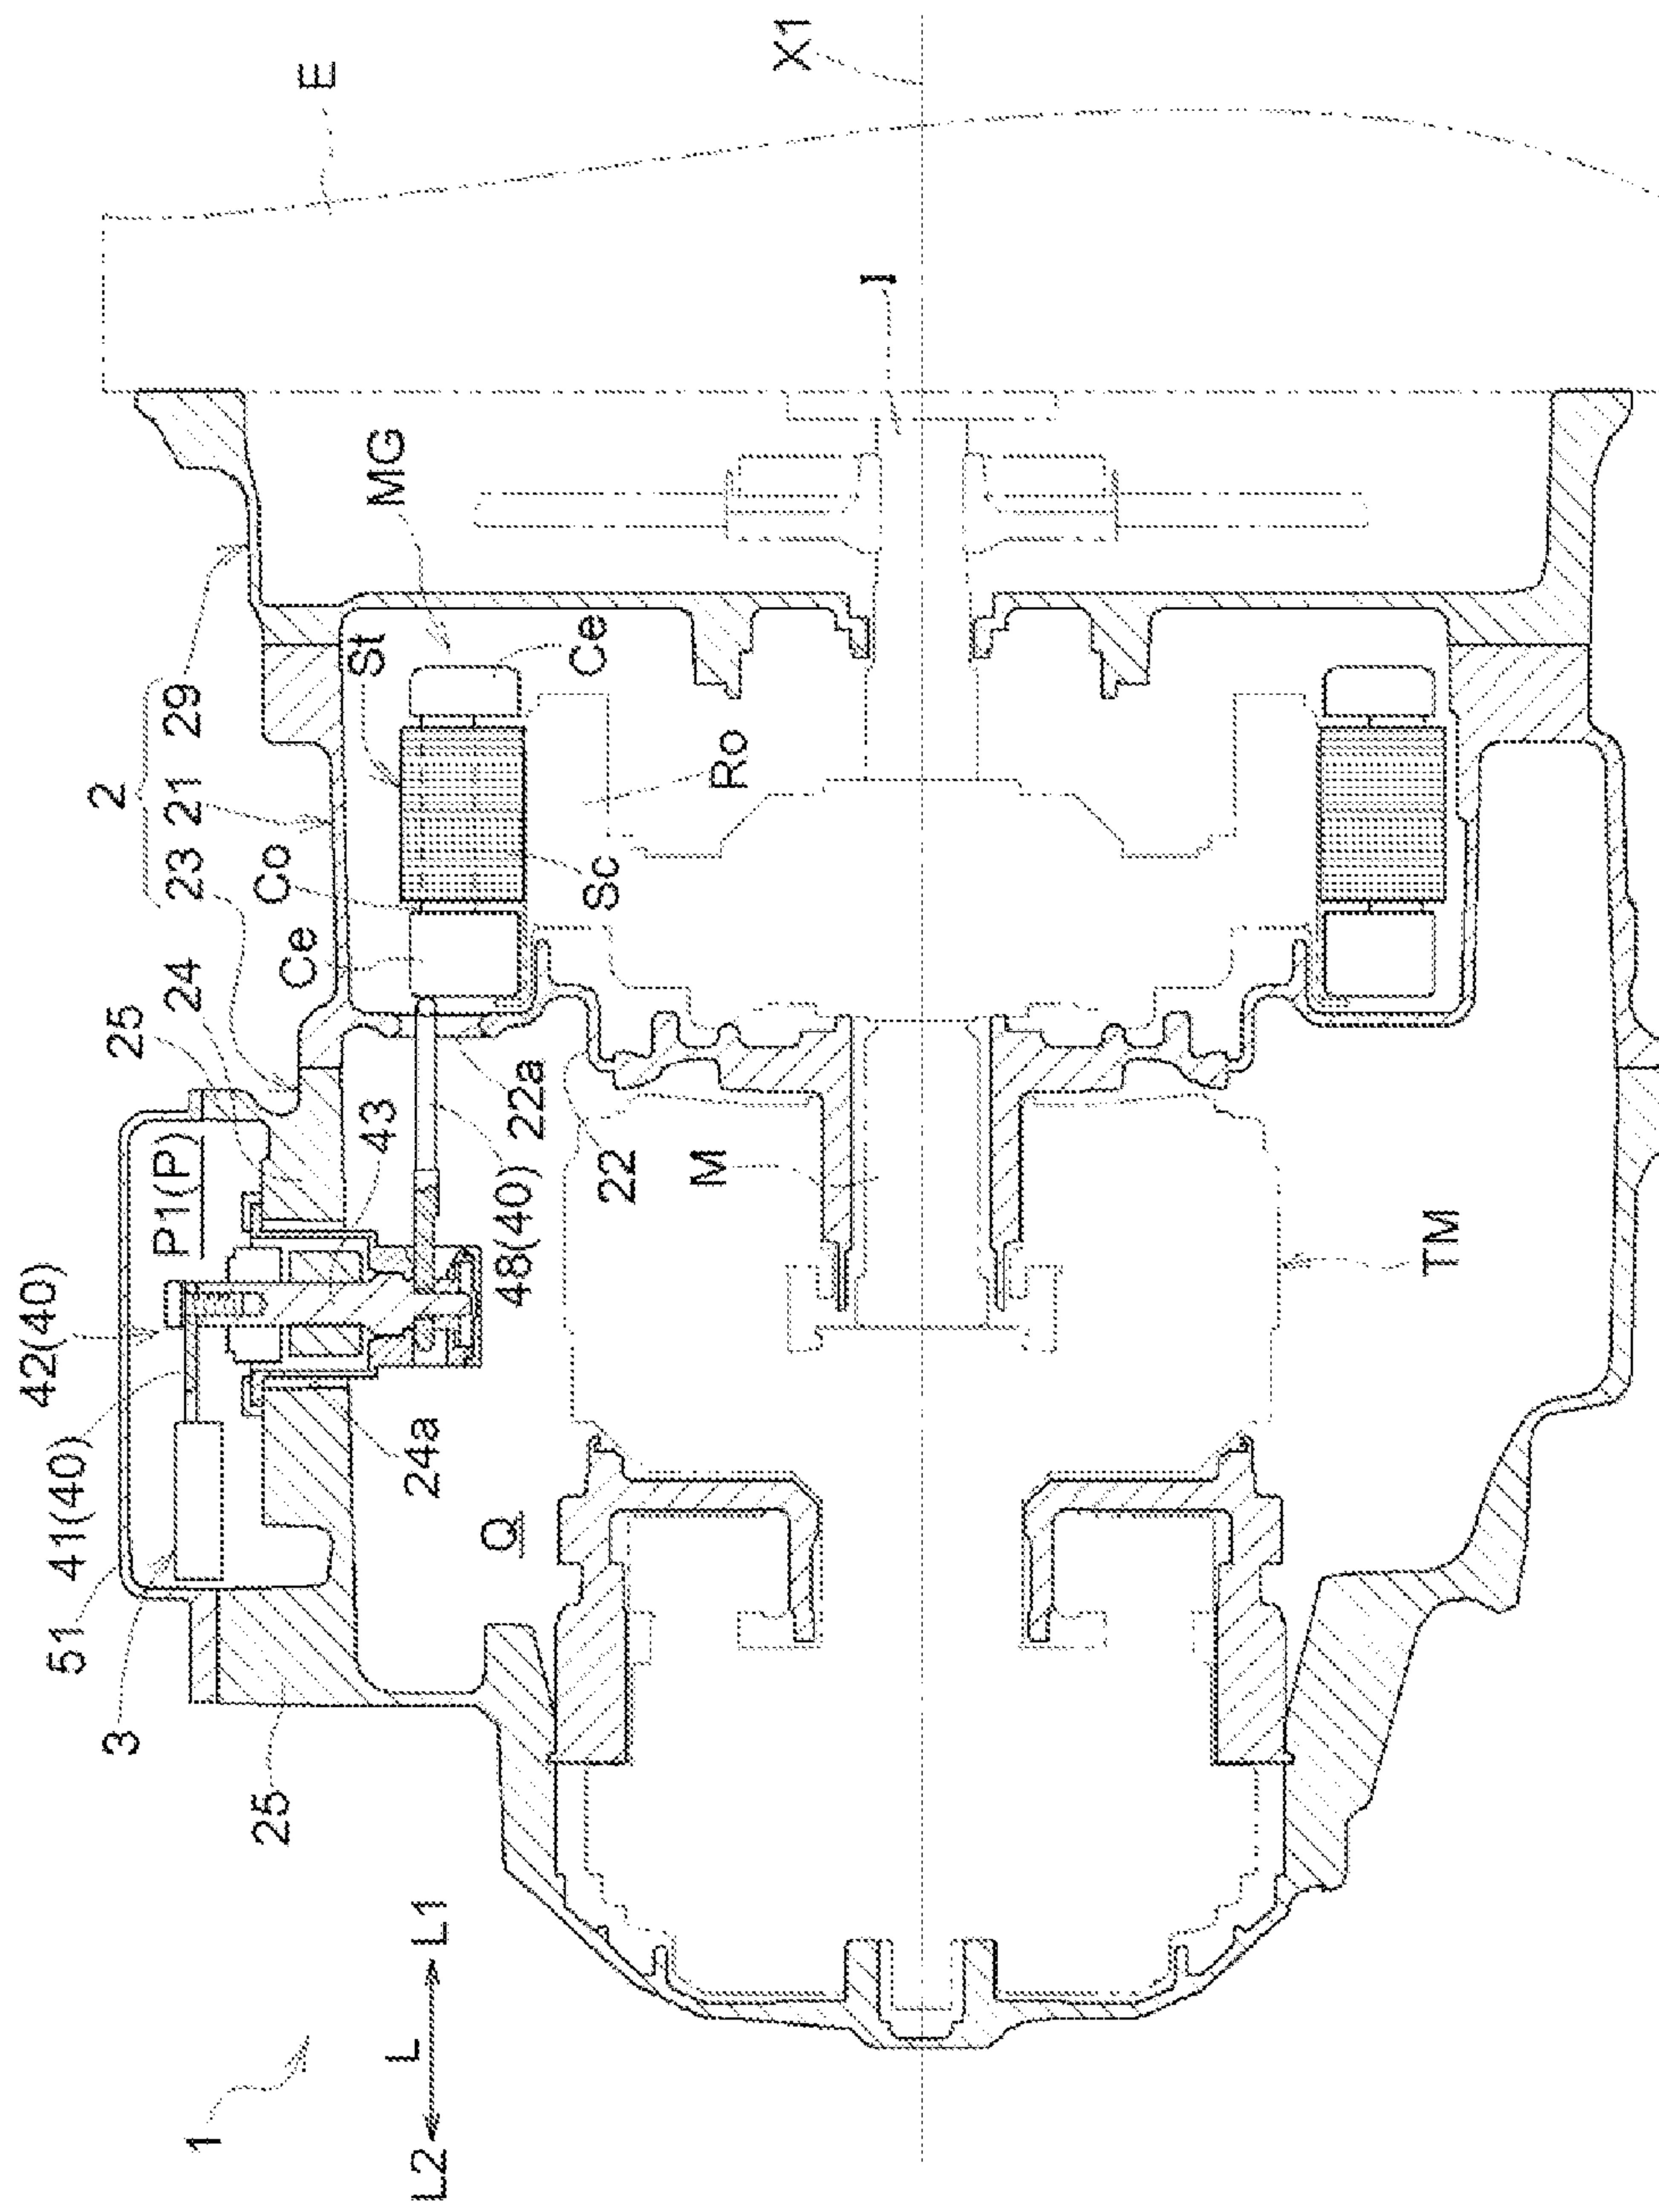 E
X1
I
MG
St
Ce
Ro
Sc
2
23 21 29
Co
Ce
24
25
P1(P)
43
22a
22
48(40)
M
TM
42(40)
41(40)
24a
Q
51
3
25
L
L2 L1
1